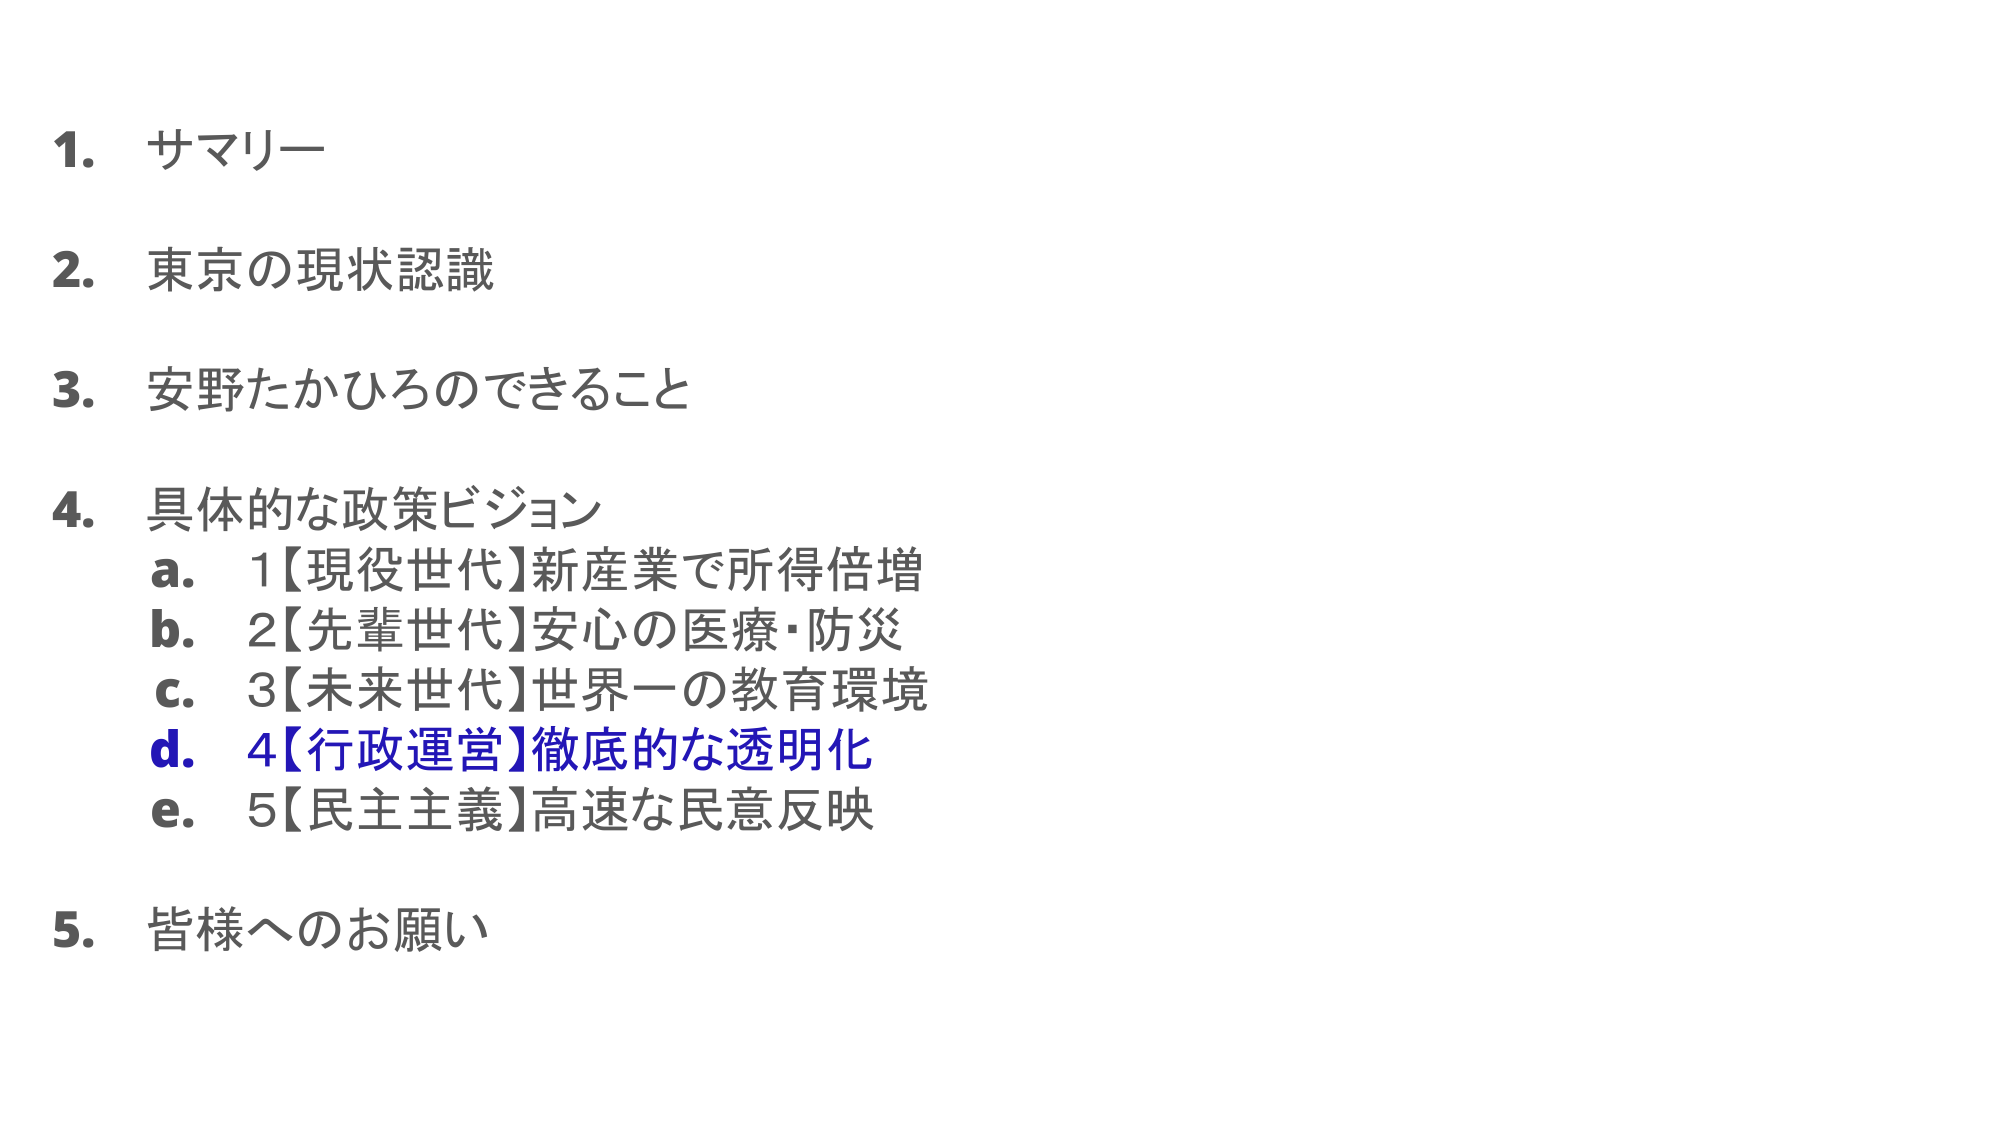 1. サマリー
2. 東京の現状認識
3. 安野たかひろのできること
4. 具体的な政策ビジョン
a. 1【現役世代】新産業で所得倍増
b. 2【先輩世代】安心の医療・防災
c. 3【未来世代】世界一の教育環境
d. 4【行政運営】徹底的な透明化
e. 5【民主主義】高速な民意反映
5. 皆様へのお願い